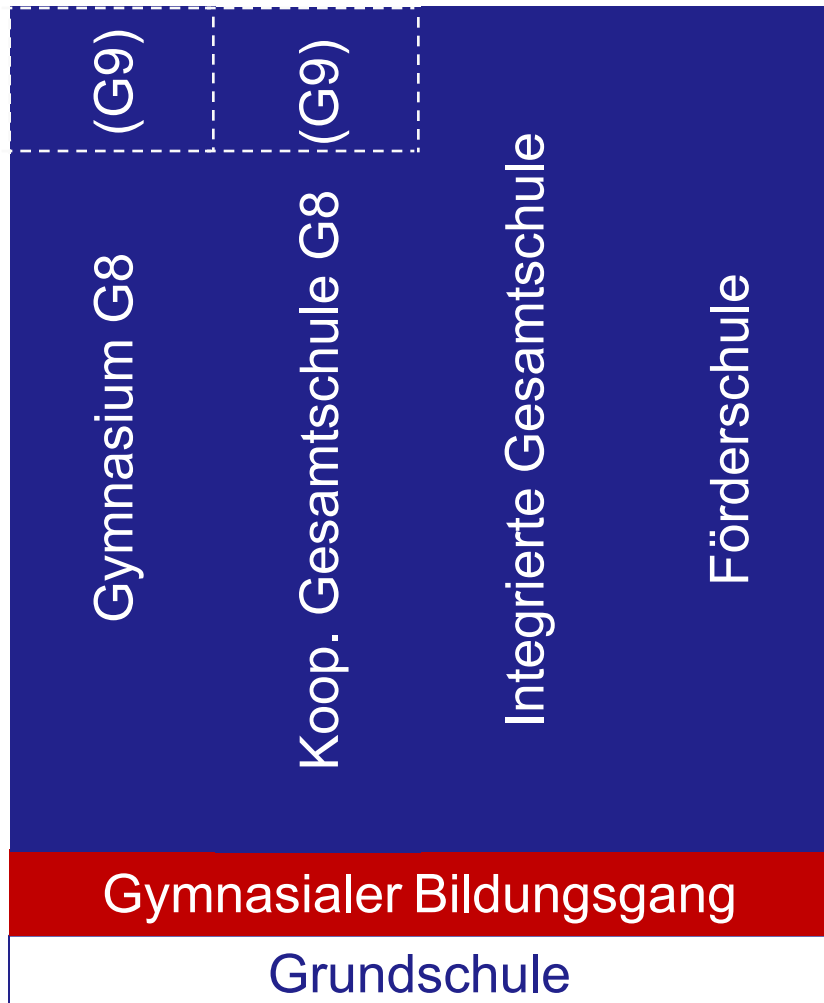 (G9)
(G9)
Gymnasium G8
Koop. Gesamtschule G8
Integrierte Gesamtschule
Förderschule
Gymnasialer Bildungsgang
Grundschule